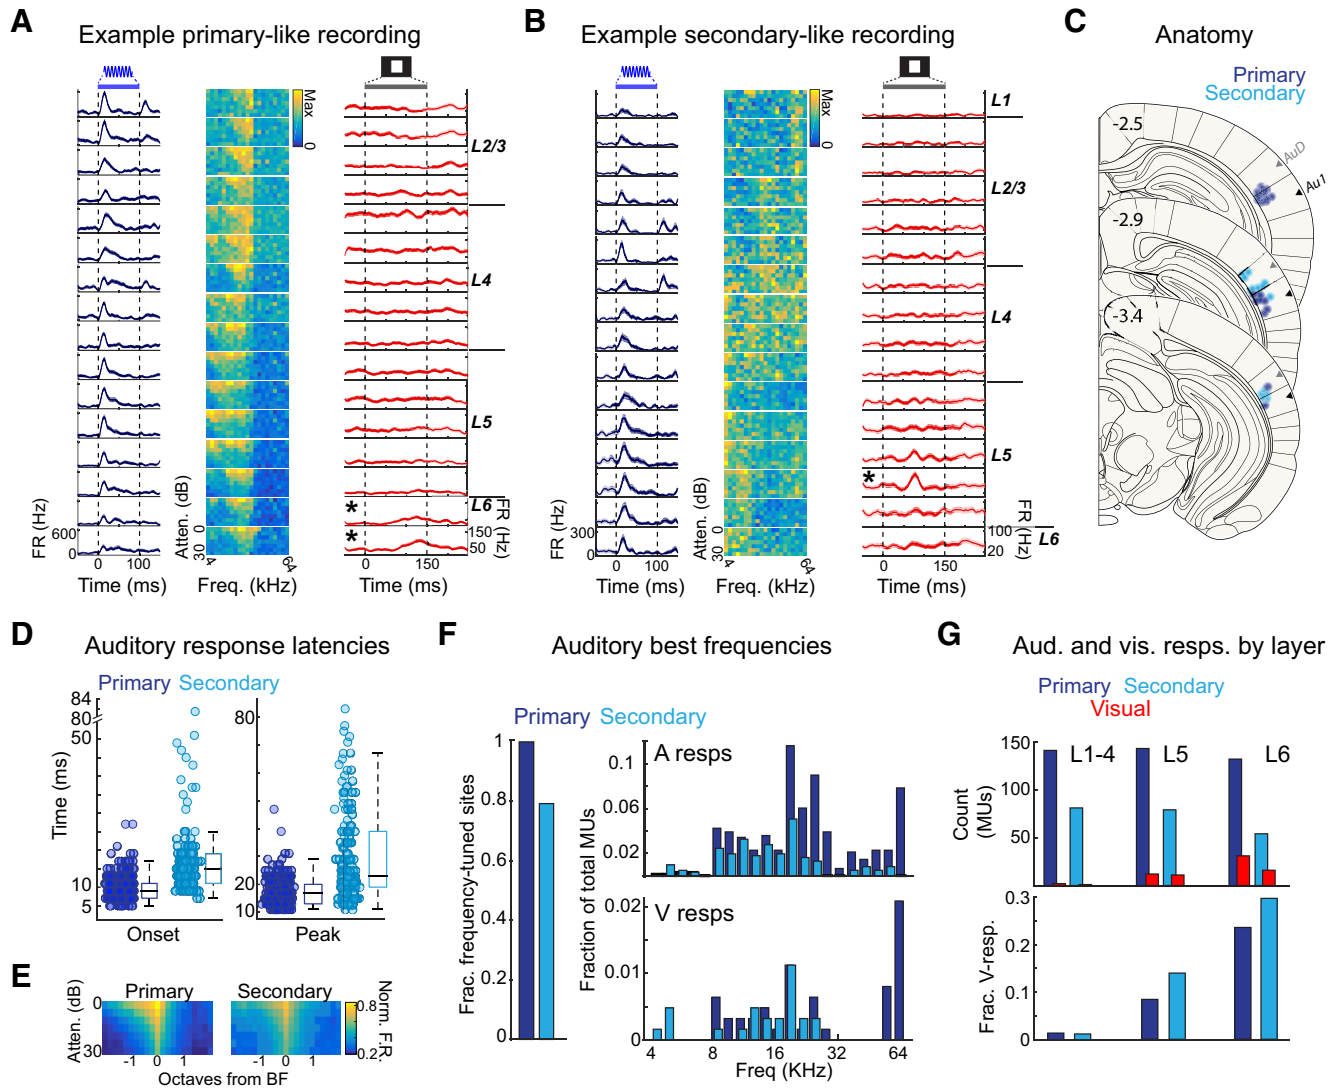 A
Example primary-like recording
Max
0
L2/3
L4
L5
L6
*
*
FR (Hz)
600
0
0 100
Time (ms)
Atten. (dB)
0
30
4
64
Freq. (kHz)
0 150
Time (ms)
FR (Hz)
150
50
B
Example secondary-like recording
Max
0
L1
L2/3
L4
L5
L6
*
FR (Hz)
300
0
0 100
Time (ms)
Atten. (dB)
0
30
4
64
Freq. (kHz)
0 150
Time (ms)
FR (Hz)
100
20
C
Anatomy
Primary
Secondary
-2.5
AuD
Au1
-2.9
-3.4
D
Auditory response latencies
Primary Secondary
Time (ms)
84
80
50
10
5
Onset
80
20
10
Peak
E
Primary Secondary
Atten. (dB)
0
30
-1 0 1
-1 0 1
Octaves from BF
Norm. F.R.
0.8
0.2
F
Auditory best frequencies
Primary Secondary
Frac. frequency-tuned sites
1
0.8
0.6
0.4
0.2
0
Fraction of total MUs
A resps
0.1
0.06
0.02
V resps
0.02
0.01
0
4 8 16 32 64
Freq (KHz)
G
Aud. and vis. resps. by layer
Primary Secondary
Visual
Count
(MUs)
150
100
50
L1-4 L5 L6
Frac. V-resp.
0.3
0.2
0.1
0